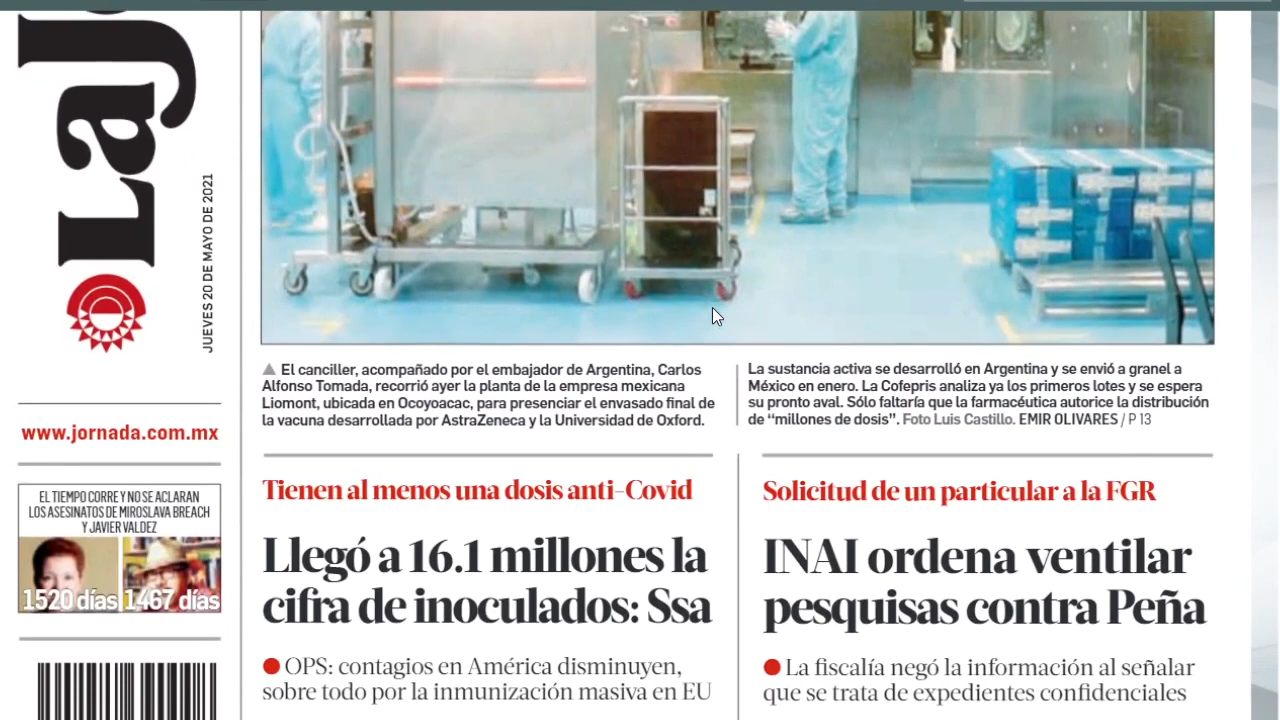 La J
JUEVES 20 DE MAYO DE 2021
www.jornada.com.mx
EL TIEMPO CORRE Y NO SE ACLARAN
LOS ASESINATOS DE MIROSLAVA BREACH
Y JAVIER VALDEZ
1520 días 1467 días
El canciller, acompañado por el embajador de Argentina, Carlos
Alfonso Tomada, recorrió ayer la planta de la empresa mexicana
Liomont, ubicada en Ocoyoacac, para presenciar el envasado final de
la vacuna desarrollada por AstraZeneca y la Universidad de Oxford.
La sustancia activa se desarrolló en Argentina y se envió a granel a
México en enero. La Cofepris analiza ya los primeros lotes y se espera
su pronto aval. Sólo faltaría que la farmacéutica autorice la distribución
de “millones de dosis”. Foto Luis Castillo. EMIR OLIVARES / P 13
Tienen al menos una dosis anti-Covid
Llegó a 16.1 millones la
cifra de inoculados: Ssa
● OPS: contagios en América disminuyen,
sobre todo por la inmunización masiva en EU
Solicitud de un particular a la FGR
INAI ordena ventilar
pesquisas contra Peña
● La fiscalía negó la información al señalar
que se trata de expedientes confidenciales